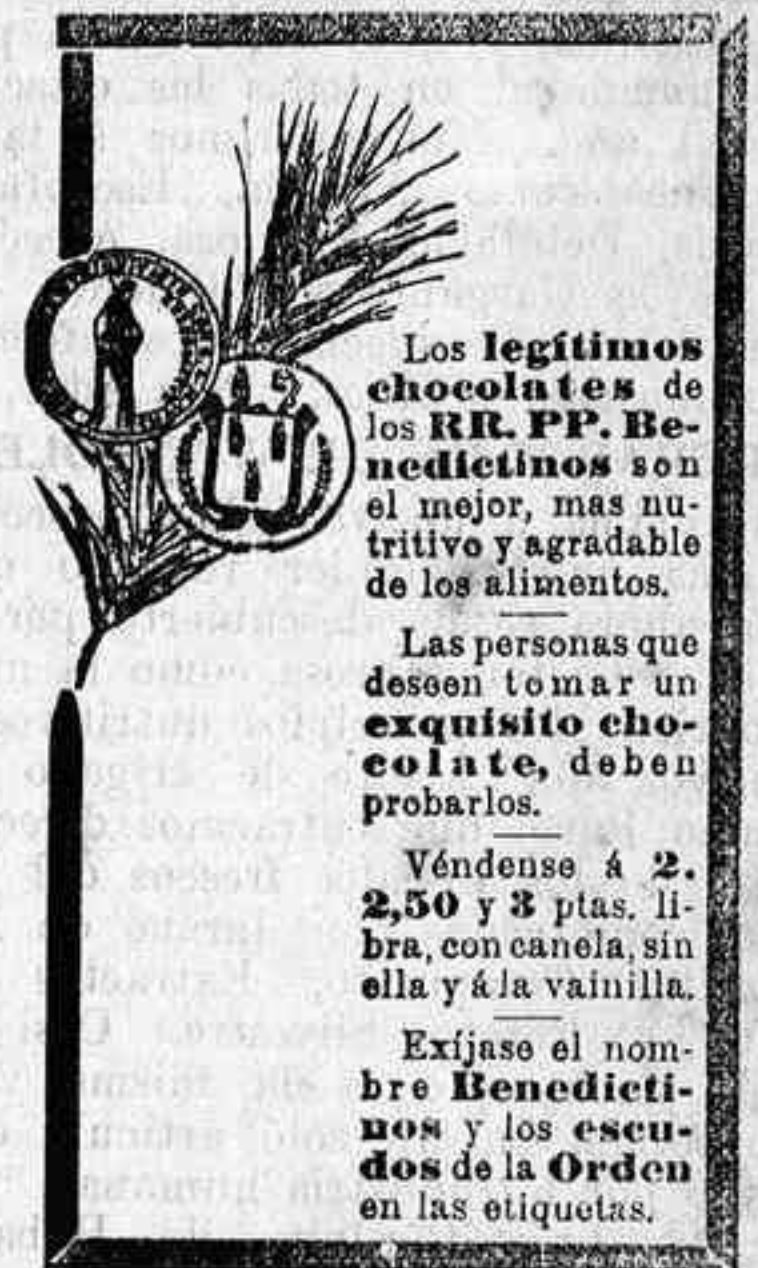 Los legítimos
chocolates de
los RR. PP. Be-
nedictinos son
el mejor, mas nu-
tritivo y agradable
de los alimentos.
Las personas que
deseen tomar un
exquisito cho-
colate, deben
probarlos.
Véndense á 2.
2,50 y 3 ptas. li-
bra, con canela, sin
ella y á la vainilla.
Exíjase el nom-
bre Benedicti-
nos y los escu-
dos de la Orden
en las etiquetas.